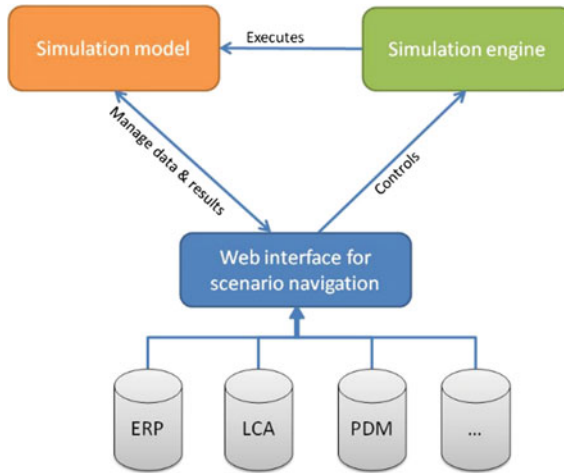 Simulation model
Executes
Simulation engine
Manage data & results
Controls
Web interface for
scenario navigation
ERP
LCA
PDM
...